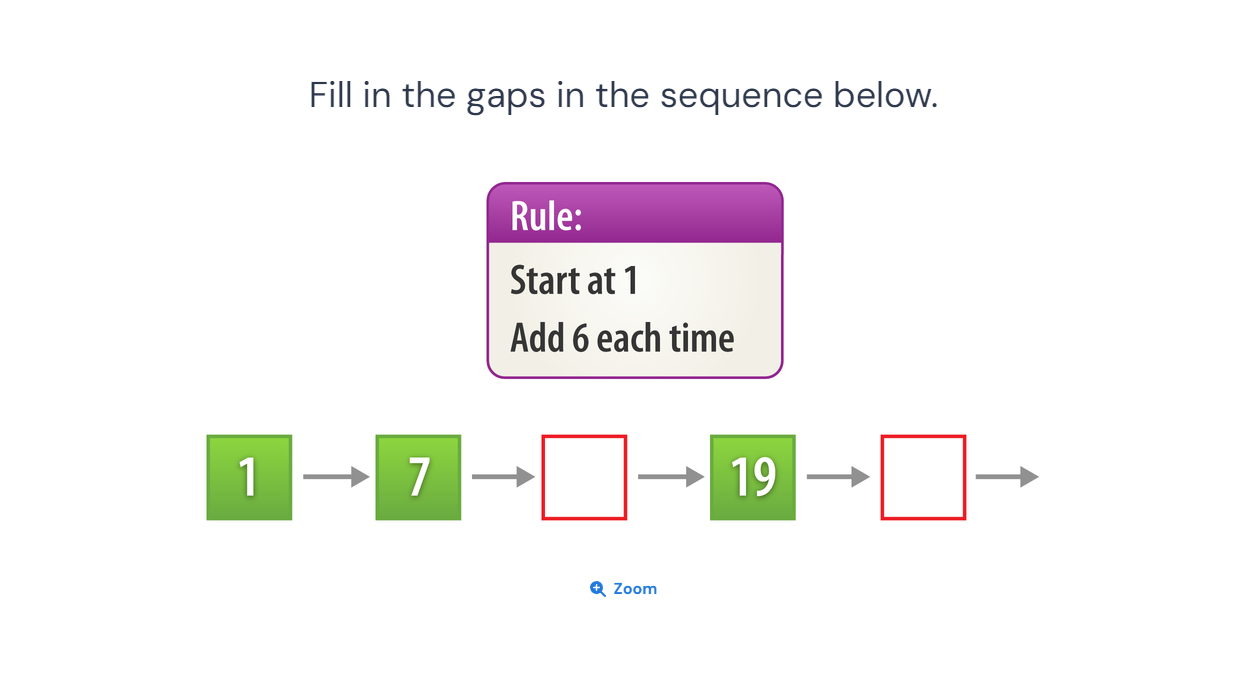 Fill in the gaps in the sequence below.
Rule:
Start at 1
Add 6 each time
1 7 19
Zoom